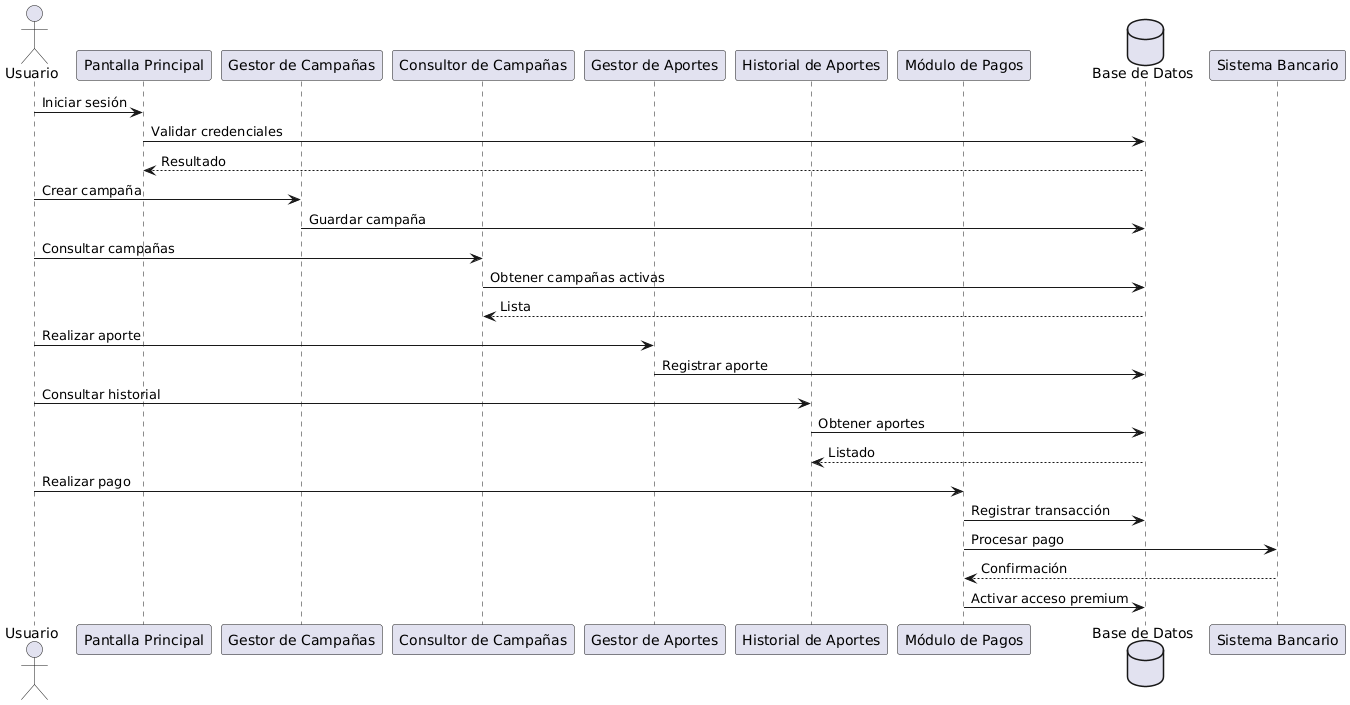 Usuario
Pantalla Principal
Gestor de Campañas
Consultor de Campañas
Gestor de Aportes
Historial de Aportes
Módulo de Pagos
Base de Datos
Sistema Bancario
Iniciar sesión
Validar credenciales
Resultado
Crear campaña
Guardar campaña
Consultar campañas
Obtener campañas activas
Lista
Realizar aporte
Registrar aporte
Consultar historial
Obtener aportes
Listado
Realizar pago
Registrar transacción
Procesar pago
Confirmación
Activar acceso premium
Usuario
Pantalla Principal
Gestor de Campañas
Consultor de Campañas
Gestor de Aportes
Historial de Aportes
Módulo de Pagos
Base de Datos
Sistema Bancario